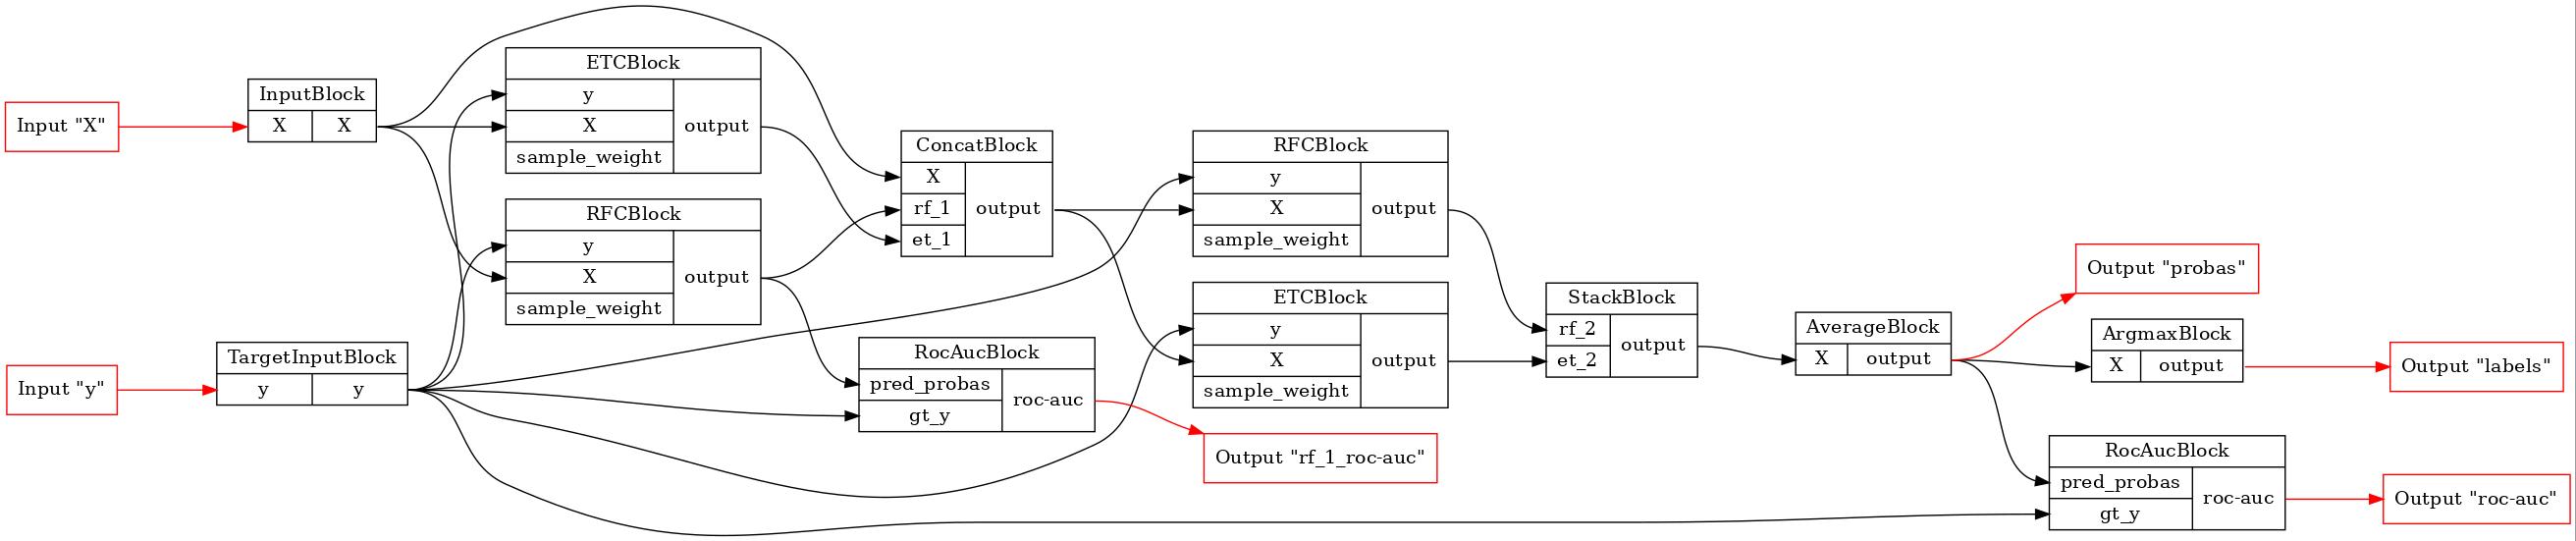 Input "X"
InputBlock
X
X
Input "y"
TargetInputBlock
y
y
ETCBlock
y
X
sample_weight
output
RFCBlock
y
X
sample_weight
output
ConcatBlock
X
rf_1
et_1
output
RocAucBlock
pred_probas
gt_y
roc-auc
Output "rf_1_roc-auc"
RFCBlock
y
X
sample_weight
output
ETCBlock
y
X
sample_weight
output
StackBlock
rf_2
et_2
output
AverageBlock
X
output
Output "probas"
ArgmaxBlock
X
output
Output "labels"
RocAucBlock
pred_probas
gt_y
roc-auc
Output "roc-auc"